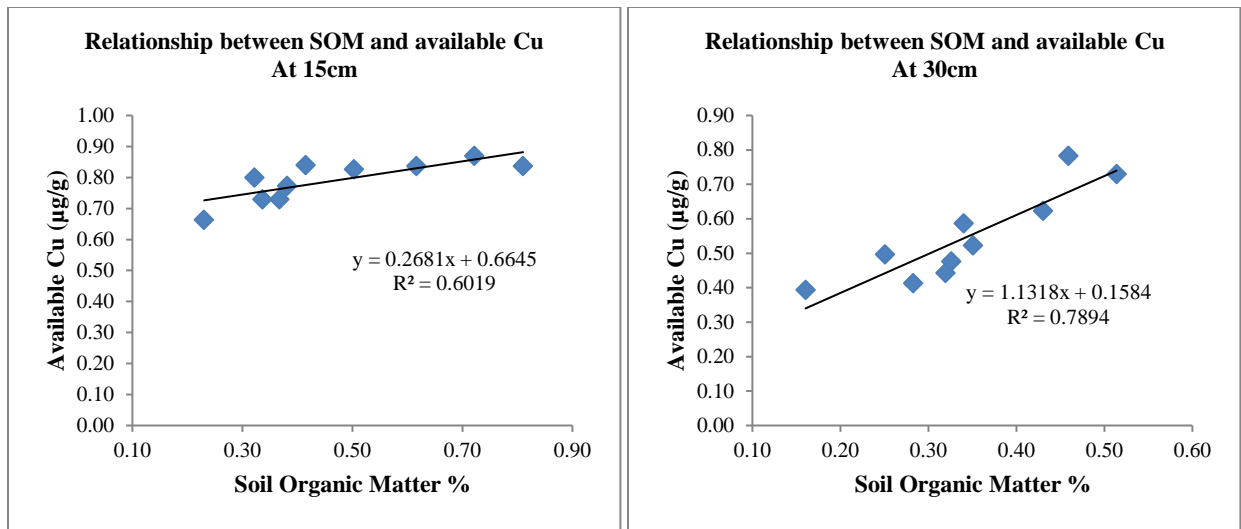 Relationship between SOM and available Cu
At 15cm
1.00
0.90
0.80
0.70
0.60
0.50
0.40
0.30
0.20
0.10
0.00
Available Cu (µg/g)
y = 0.2681x + 0.6645
R² = 0.6019
0.10 0.30 0.50 0.70 0.90
Soil Organic Matter %
Relationship between SOM and available Cu
At 30cm
0.90
0.80
0.70
0.60
0.50
0.40
0.30
0.20
0.10
0.00
Available Cu (µg/g)
y = 1.1318x + 0.1584
R² = 0.7894
0.10 0.20 0.30 0.40 0.50 0.60
Soil Organic Matter %